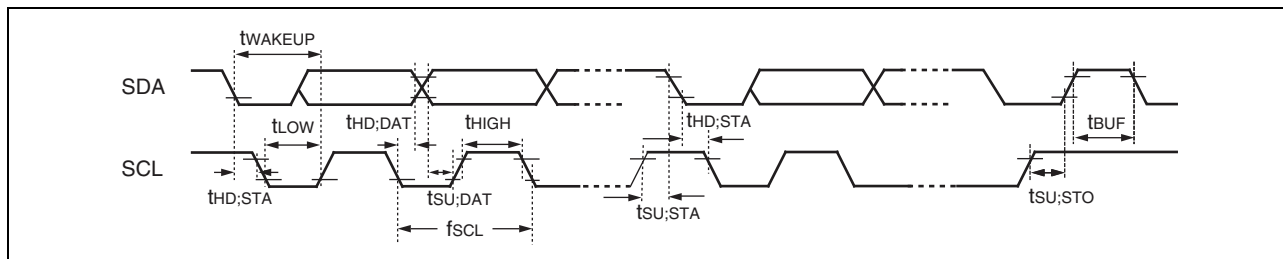 tWAKEUP
SDA
tLOW
tHD;DAT
tHIGH
tHD;STA
tBUF
SCL
tHD;STA
tSU;DAT
tSU;STA
tSU;STO
fSCL